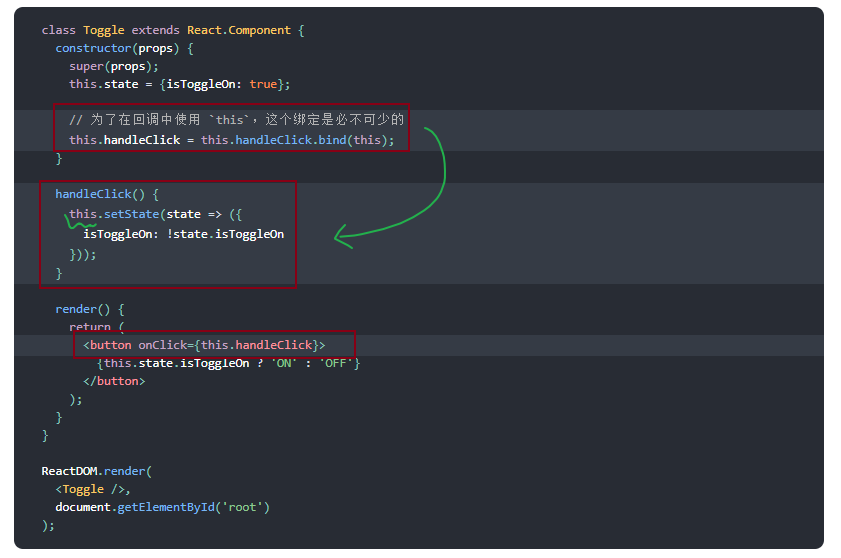 class Toggle extends React.Component {
  constructor(props) {
    super(props);
    this.state = {isToggleOn: true};
    // 为了在回调中使用 `this`，这个绑定是必不可少的
    this.handleClick = this.handleClick.bind(this);
  }
  handleClick() {
    this.setState(state => ({
      isToggleOn: !state.isToggleOn
    }));
  }
  render() {
    return (
      <button onClick={this.handleClick}>
        {this.state.isToggleOn ? 'ON' : 'OFF'}
      </button>
    );
  }
}
ReactDOM.render(
  <Toggle />,
  document.getElementById('root')
);